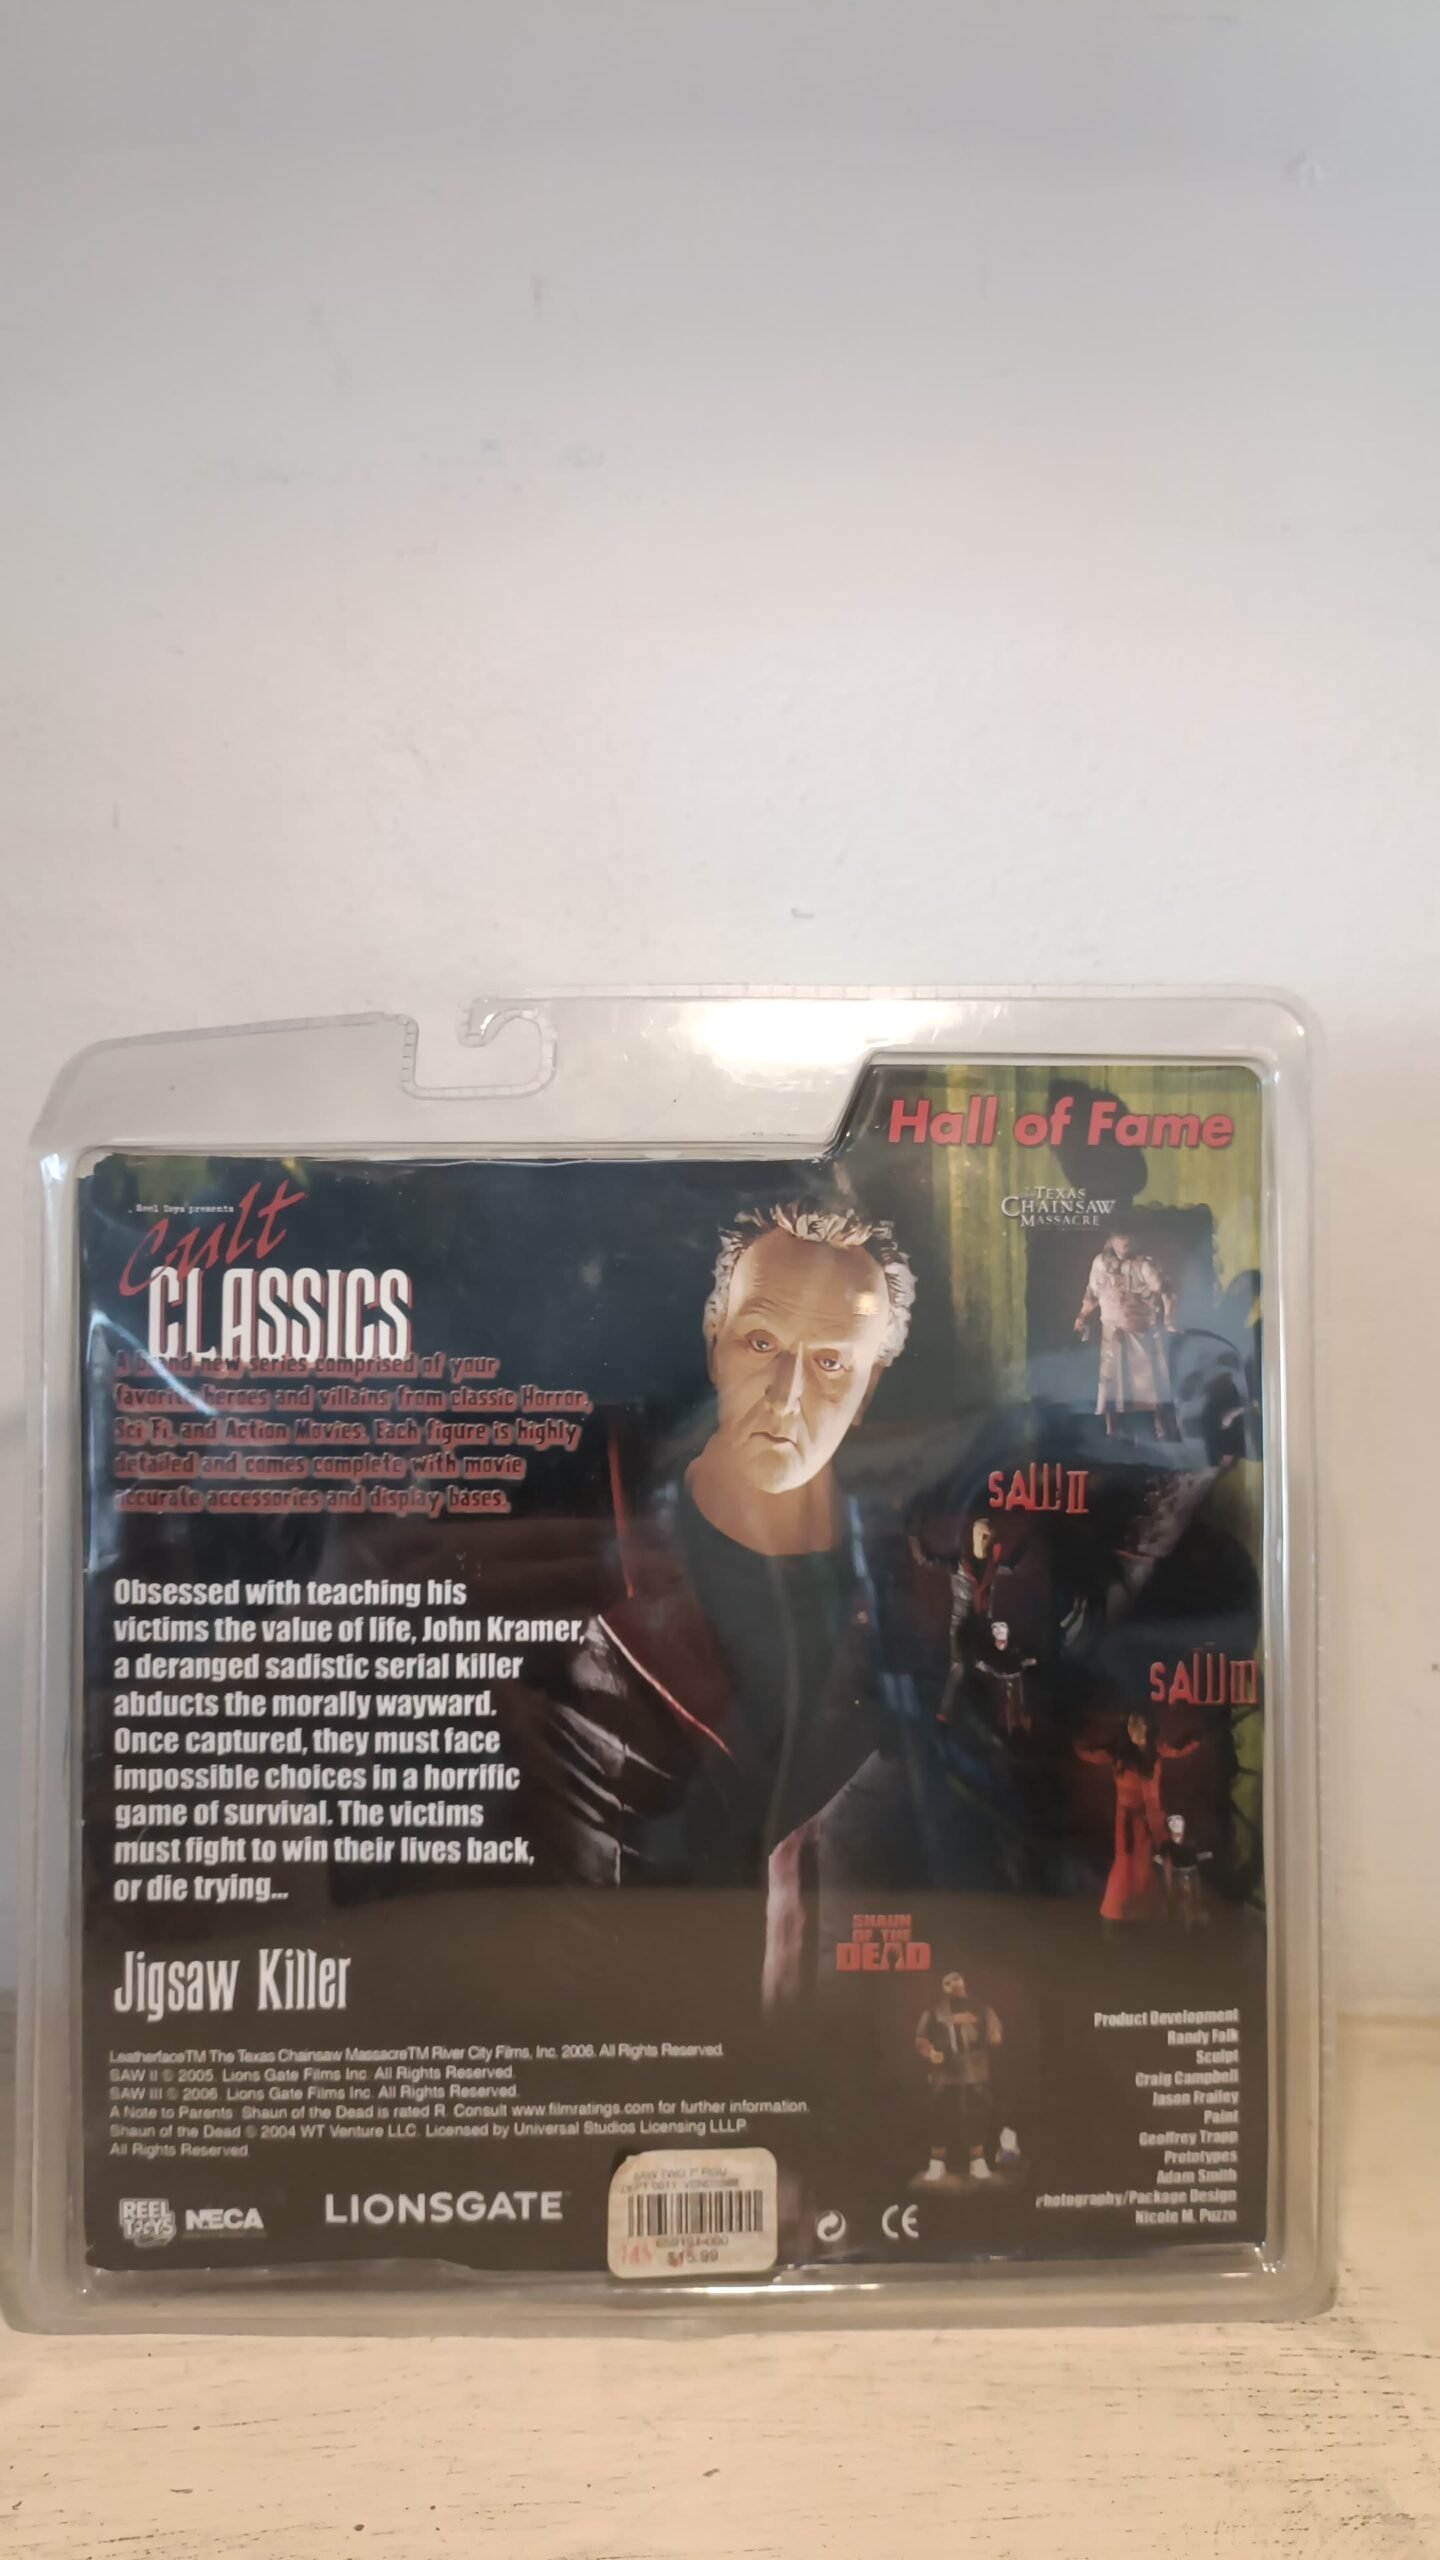 Hall of Fame
Reel Toys presents
Cult
CLASSICS
A brand new series comprised of your
favorite heroes and villains from classic Horror,
Sci Fi, and Action Movies. Each figure is highly
detailed and comes complete with movie
accurate accessories and display bases.
THE TEXAS
CHAINSAW
MASSACRE
SAW II
SAW III
Obsessed with teaching his
victims the value of life, John Kramer,
a deranged sadistic serial killer
abducts the morally wayward.
Once captured, they must face
impossible choices in a horrific
game of survival. The victims
must fight to win their lives back,
or die trying...
Jigsaw Killer
SHAUN
OF THE
DEAD
LeatherfaceTM The Texas Chainsaw MassacreTM River City Films, Inc. 2006. All Rights Reserved.
SAW II © 2005. Lions Gate Films Inc. All Rights Reserved.
SAW III © 2006. Lions Gate Films Inc. All Rights Reserved.
A Note to Parents: Shaun of the Dead is rated R. Consult www.filmratings.com for further information.
Shaun of the Dead © 2004 WT Venture LLC. Licensed by Universal Studios Licensing LLLP.
All Rights Reserved.
Product Development
Randy Falk
Sculpt
Craig Campbell
Jason Frailey
Paint
Geoffrey Trapp
Prototypes
Adam Smith
Photography/Package Design
Nicole M. Puzzo
REEL
TOYS
NECA
LIONSGATE
SAW TWO 7" FIGU
DEPT 0011
$15.99
CE